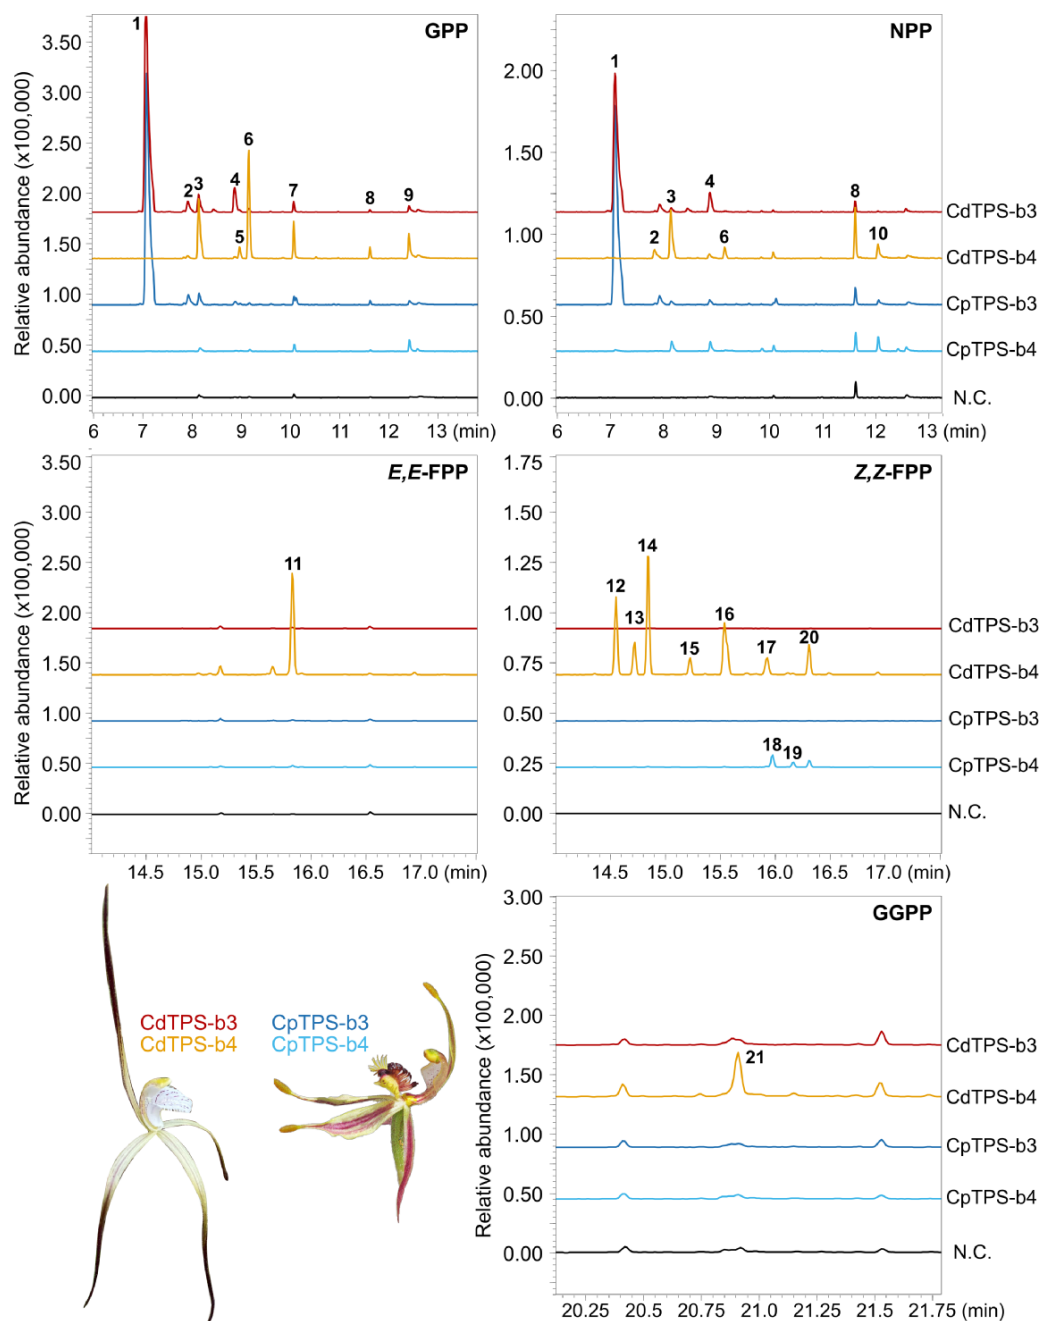 GPP
Relative abundance (x100,000)
3.50
3.00
2.50
2.00
1.50
1.00
0.50
0.00
1
2
3
4
5
6
7
8
9
6 7 8 9 10 11 12 13 (min)
NPP
2.00
1.50
1.00
0.50
0.00
1
2
3
4
6
8
10
CdTPS-b3
CdTPS-b4
CpTPS-b3
CpTPS-b4
N.C.
6 7 8 9 10 11 12 13 (min)
E,E-FPP
Relative abundance (x100,000)
3.50
3.00
2.50
2.00
1.50
1.00
0.50
0.00
11
14.5 15.0 15.5 16.0 16.5 17.0 (min)
Z,Z-FPP
1.75
1.50
1.25
1.00
0.75
0.50
0.25
0.00
12
13
14
15
16
17
20
18
19
CdTPS-b3
CdTPS-b4
CpTPS-b3
CpTPS-b4
N.C.
14.5 15.0 15.5 16.0 16.5 17.0 (min)
CdTPS-b3
CdTPS-b4
CpTPS-b3
CpTPS-b4
GGPP
Relative abundance (x100,000)
3.00
2.50
2.00
1.50
1.00
0.50
0.00
21
CdTPS-b3
CdTPS-b4
CpTPS-b3
CpTPS-b4
N.C.
20.25 20.5 20.75 21.0 21.25 21.5 21.75 (min)